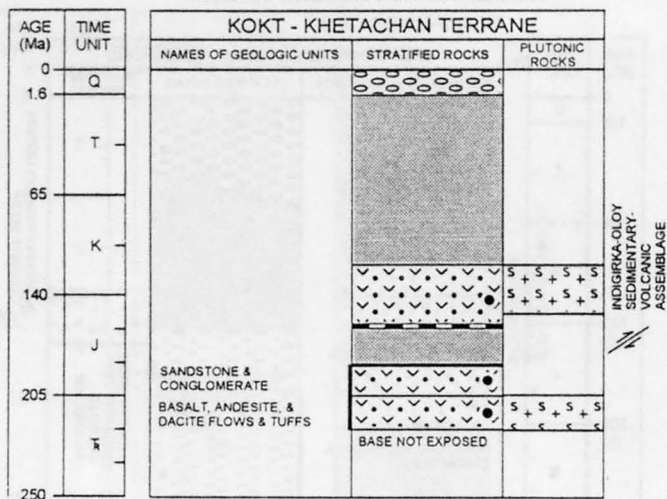 KOKT - KHETACHAN TERRANE
AGE
(Ma)
TIME
UNIT
NAMES OF GEOLOGIC UNITS
STRATIFIED ROCKS
PLUTONIC
ROCKS
0
Q
1.6
T
65
K
140
J
205
250
SANDSTONE &
CONGLOMERATE
BASALT, ANDESITE, &
DACITE FLOWS & TUFFS
BASE NOT EXPOSED
S S S S
+ + + +
S S S S
+ + + +
S S S S
+ + + +
INDIGIRKA-OLOY
SEDIMENTARY-
VOLCANIC
ASSEMBLAGE